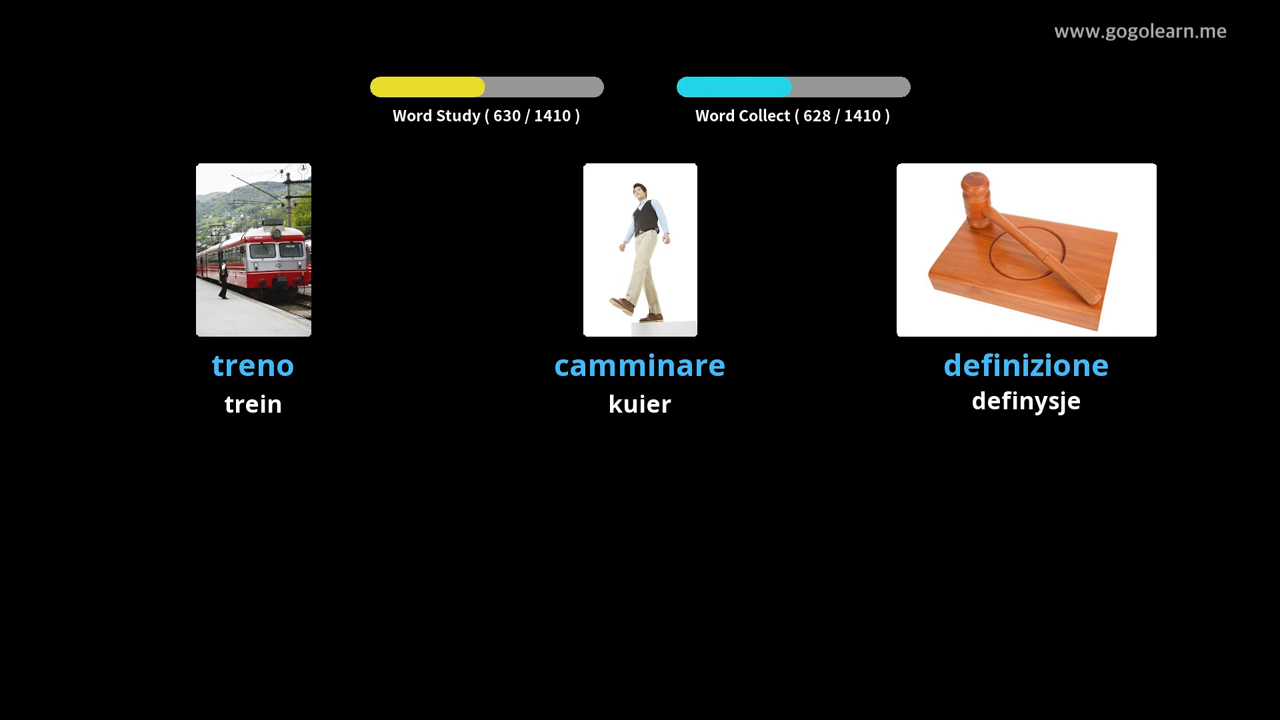 www.gogolearn.me
Word Study ( 630 / 1410 )
Word Collect ( 628 / 1410 )
treno
camminare
definizione
trein
kuier
definysje